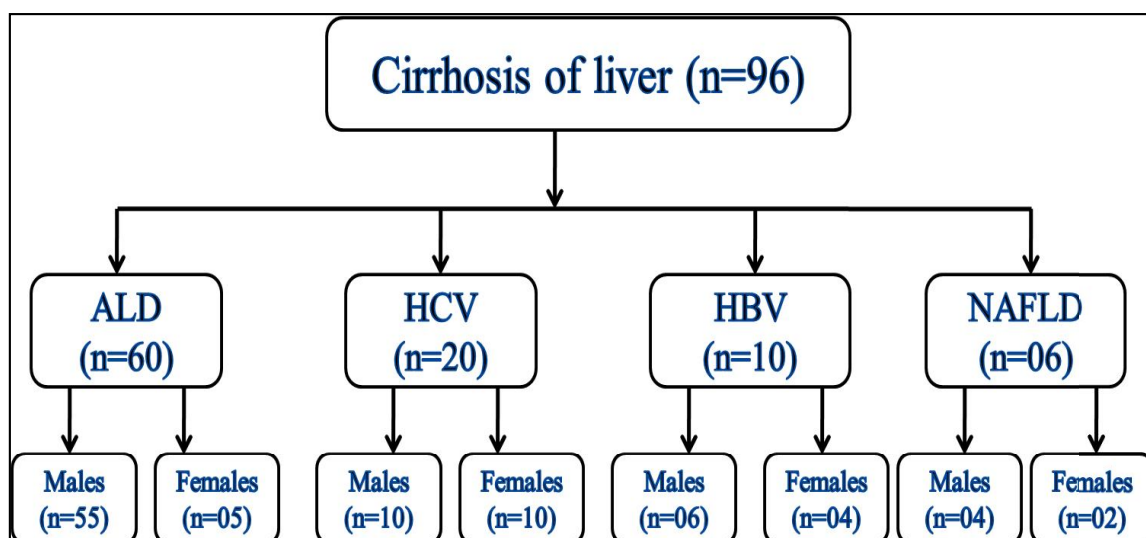 Cirrhosis of liver (n=96)
ALD
(n=60)
HCV
(n=20)
HBV
(n=10)
NAFLD
(n=06)
Males
(n=55)
Females
(n=05)
Males
(n=10)
Females
(n=10)
Males
(n=06)
Females
(n=04)
Males
(n=04)
Females
(n=02)